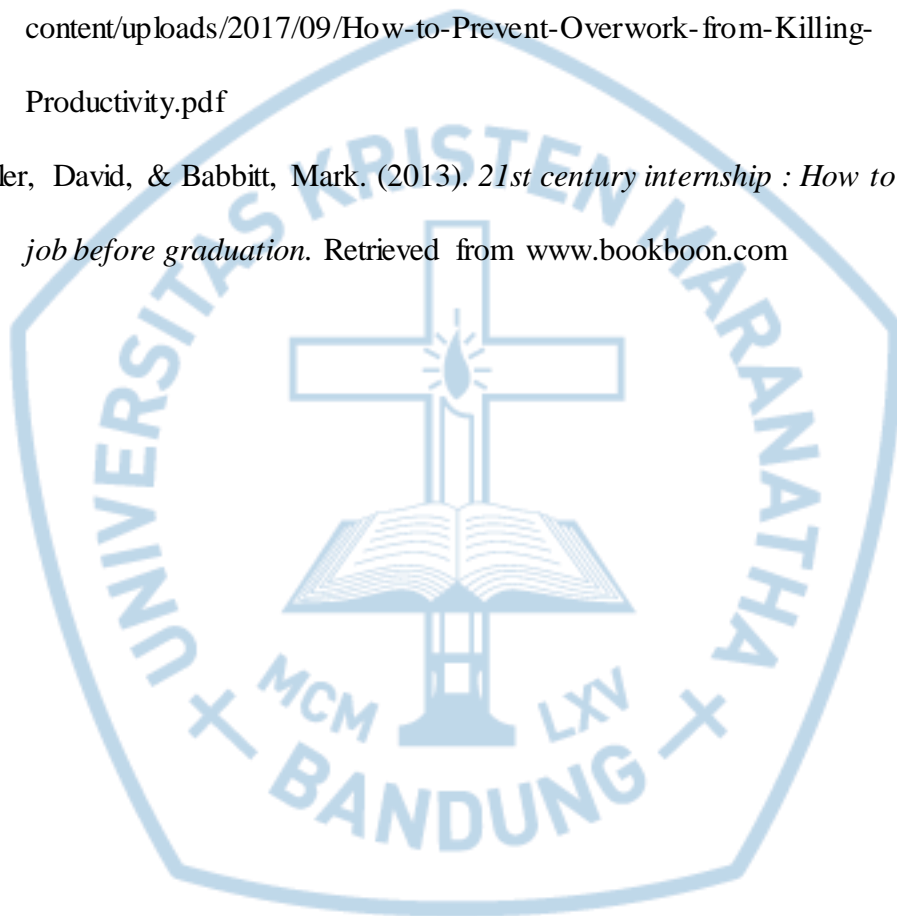 content/uploads/2017/09/How-to-Prevent-Overwork-from-Killing-
Productivity.pdf
ler, David, & Babbitt, Mark. (2013). 21st century internship : How to
job before graduation. Retrieved from www.bookboon.com
UNIVERSITAS KRISTEN MARANATHA
MCM LXV
BANDUNG